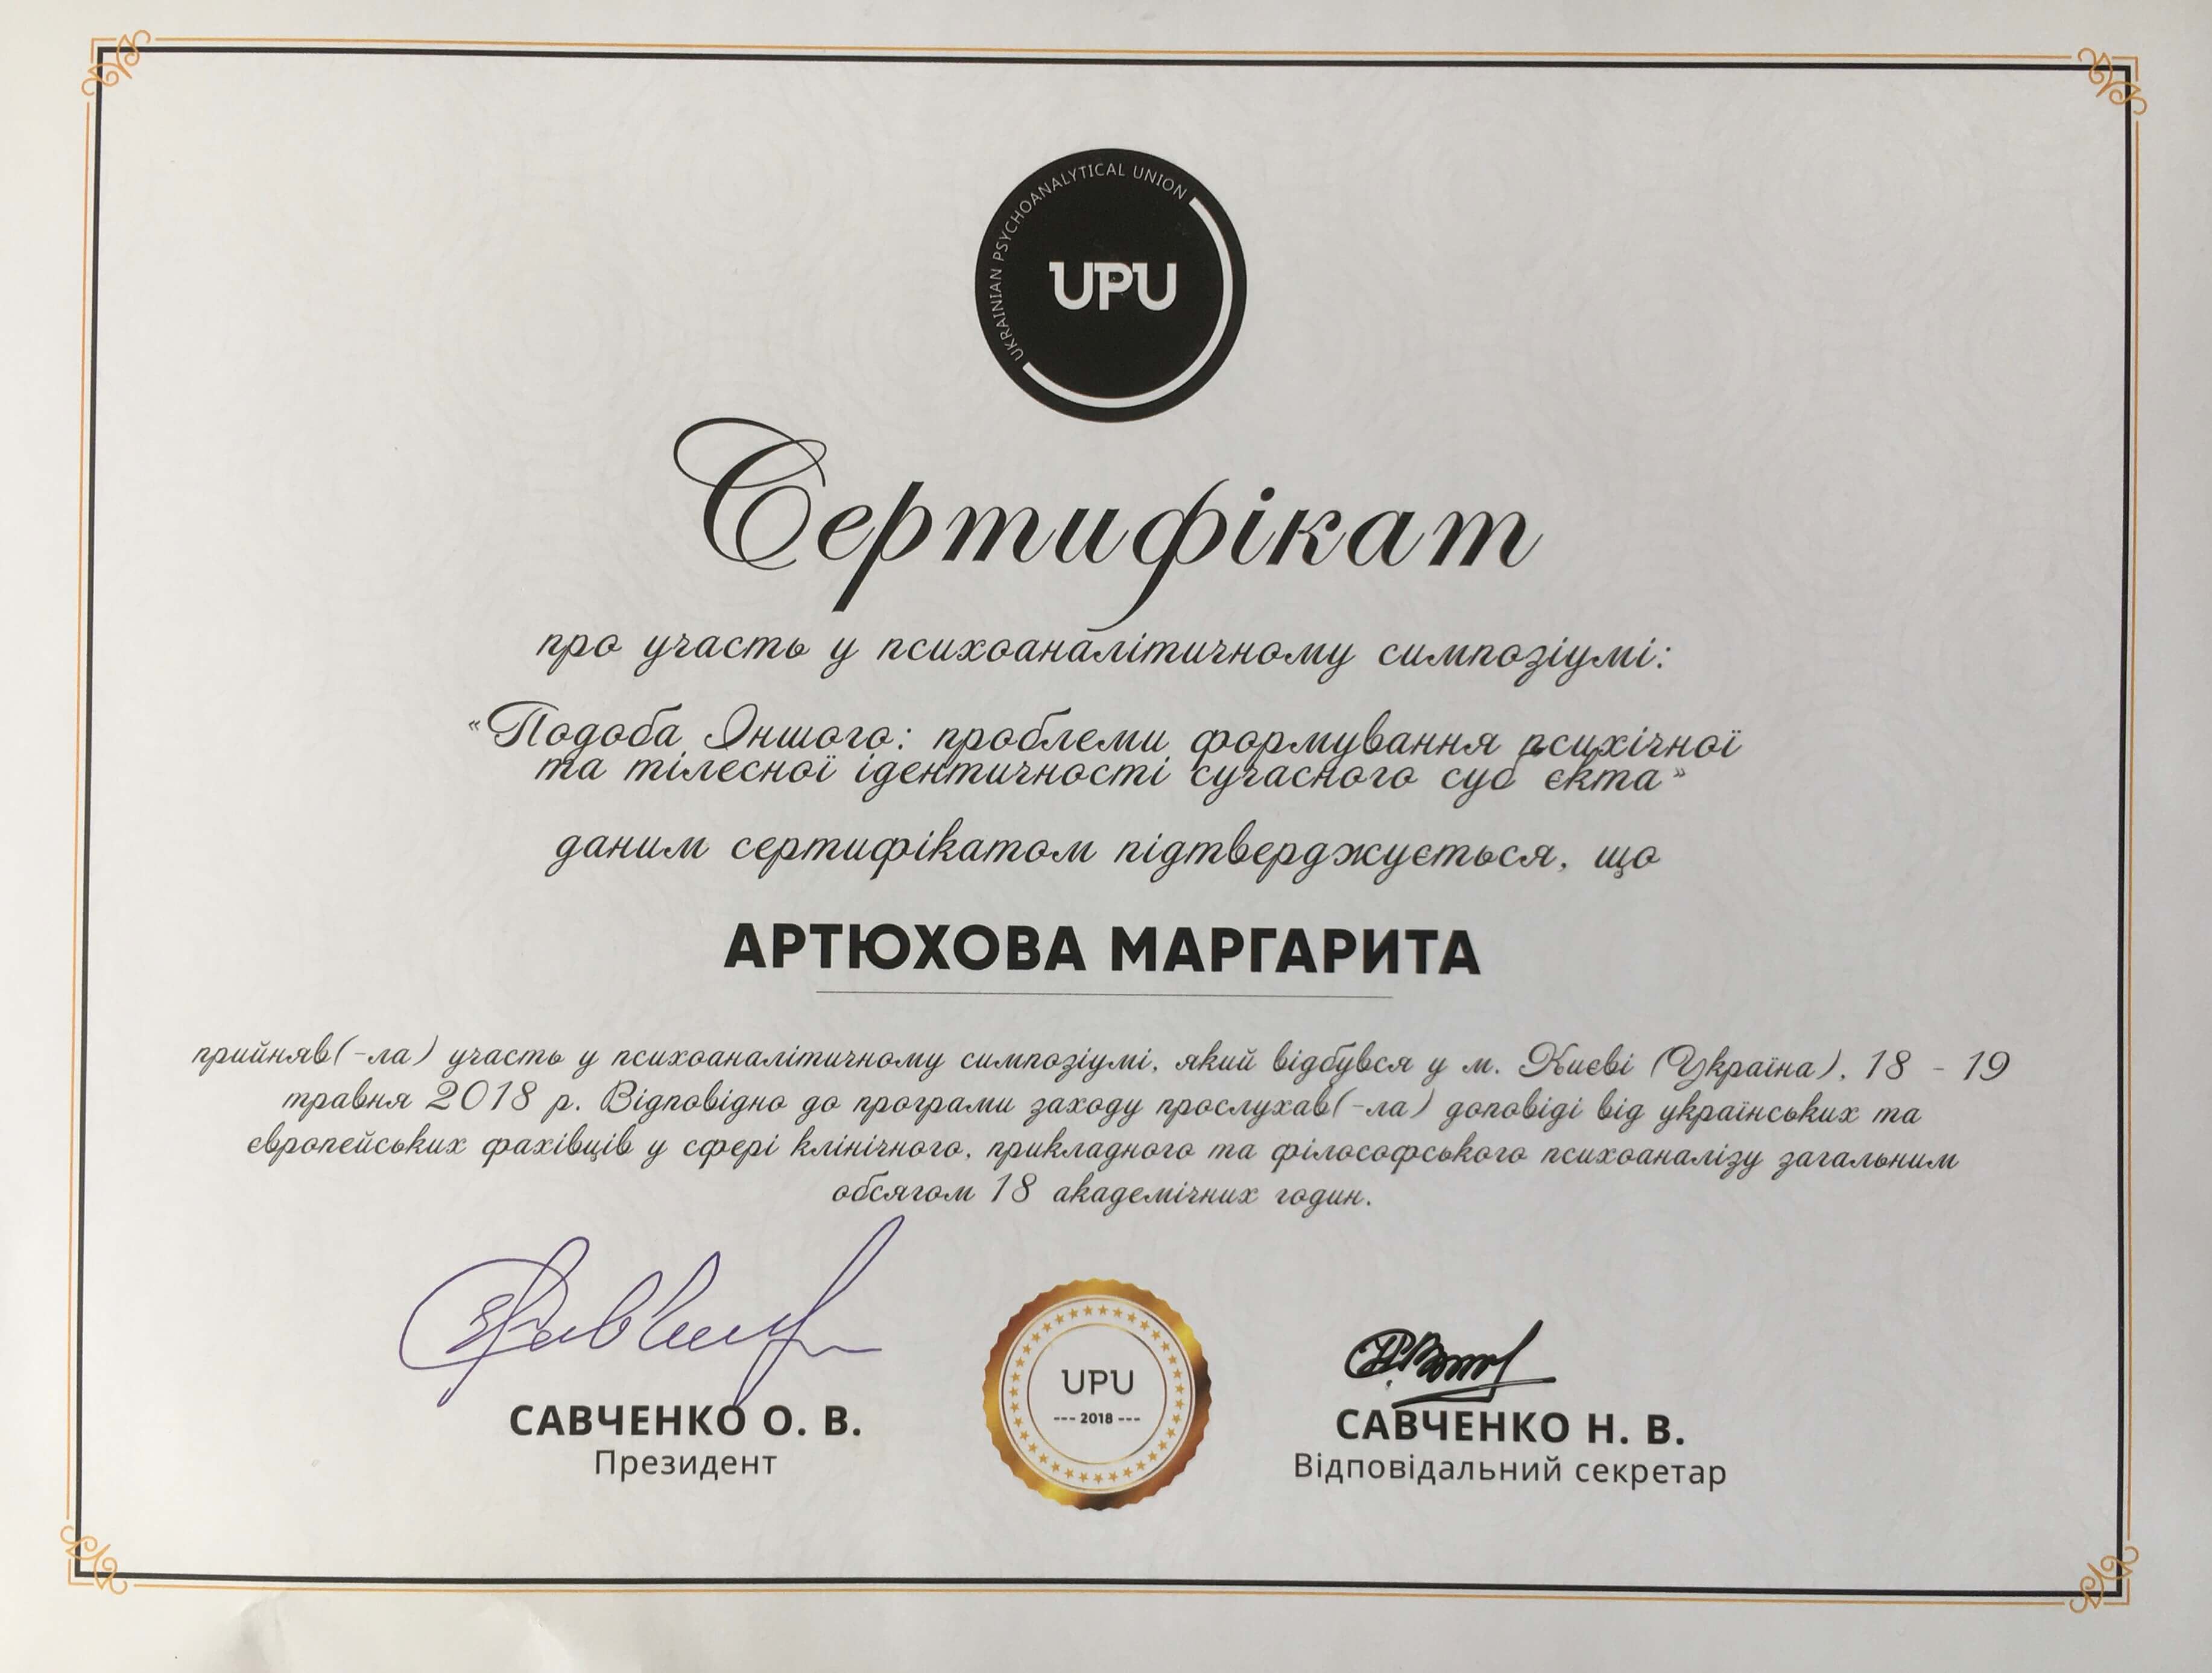 UKRAINIAN PSYCHOANALYTICAL UNION
UPU
Сертифікат
про участь у психоаналітичному симпозіумі:
«Подоба Іншого: проблеми формування психічної
та тілесної ідентичності сучасного суб'єкта»
даним сертифікатом підтверджується, що
АРТЮХОВА МАРГАРИТА
прийняв(-ла) участь у психоаналітичному симпозіумі, який відбувся у м. Києві (Україна), 18 - 19
травня 2018 р. Відповідно до програми заходу прослухав(-ла) доповіді від українських та
європейських фахівців у сфері клінічного, прикладного та філософського психоаналізу загальним
обсягом 18 академічних годин.
САВЧЕНКО О. В.
Президент
UPU
--- 2018 ---
САВЧЕНКО Н. В.
Відповідальний секретар